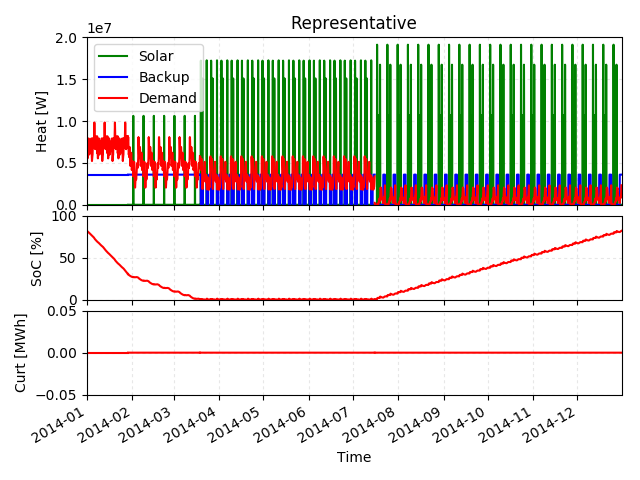 Representative
1e7
2.0
1.5
1.0
0.5
0.0
Heat [W]
Solar
Backup
Demand
100
50
0
SoC [%]
0.05
0.00
−0.05
Curt [MWh]
2014-01
2014-02
2014-03
2014-04
2014-05
2014-06
2014-07
2014-08
2014-09
2014-10
2014-11
2014-12
Time